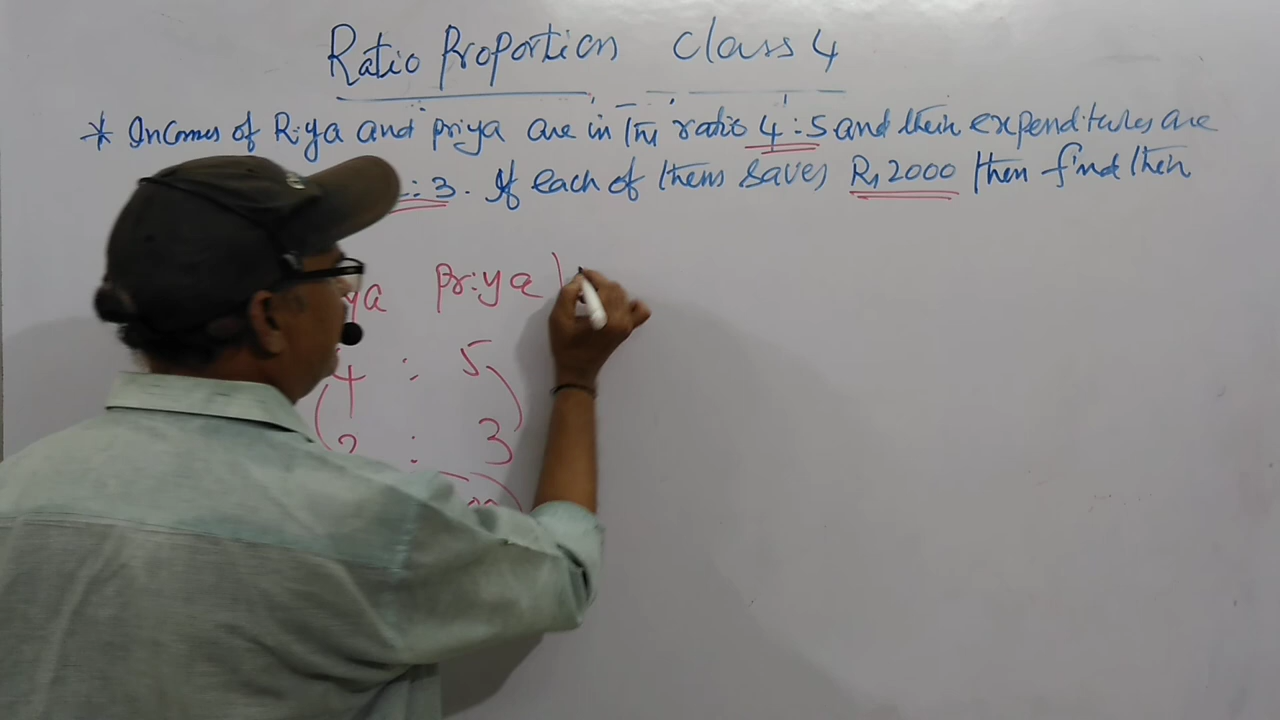 Ratio Proportion Class 4
* Incomes of Riya and Priya are in the ratio 4:5 and their expenditures are
: 3. If each of them saves Rs 2000 then find their
ya Priya
4 : 5
2 : 3